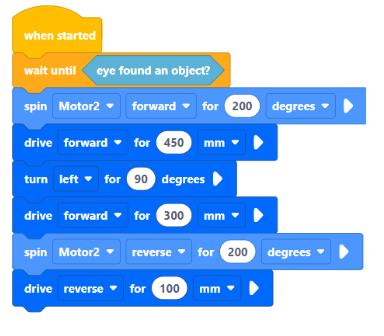 when started
wait until eye found an object?
spin Motor2 forward for 200 degrees
drive forward for 450 mm
turn left for 90 degrees
drive forward for 300 mm
spin Motor2 reverse for 200 degrees
drive reverse for 100 mm